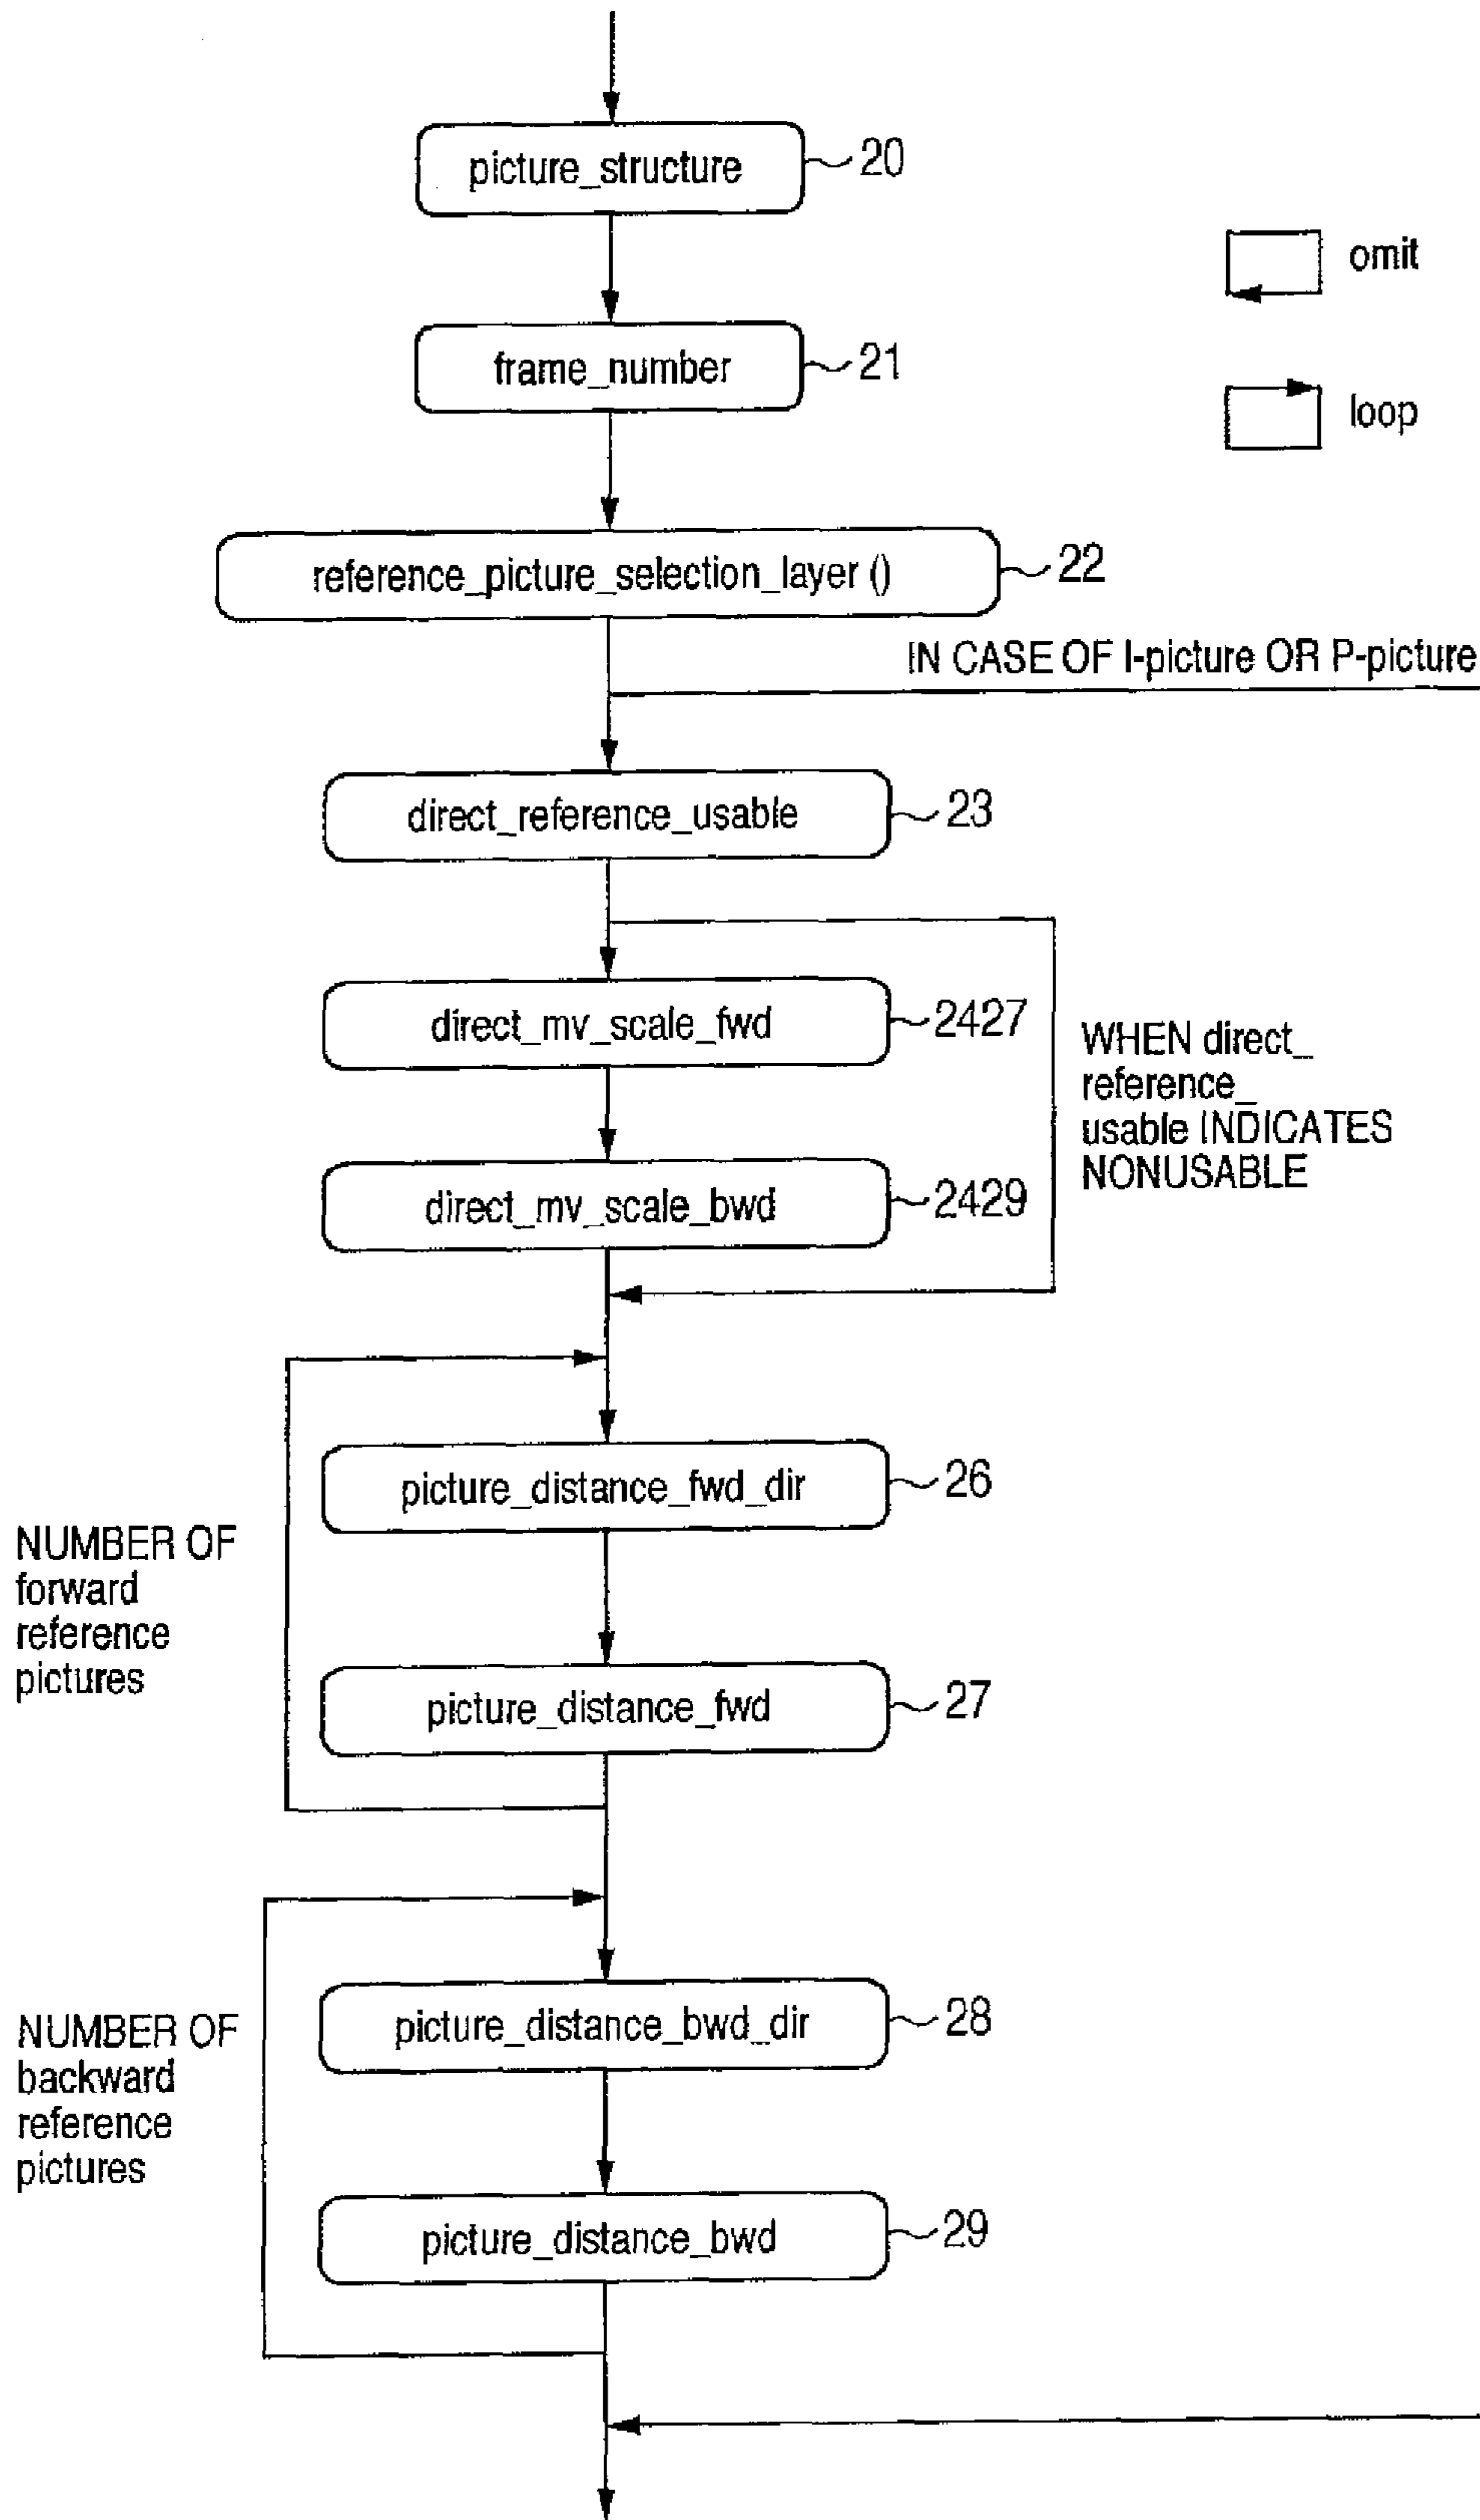 picture_structure 20
omit
frame_number 21
loop
reference_picture_selection_layer () 22
IN CASE OF I-picture OR P-picture
direct_reference_usable 23
direct_mv_scale_fwd 2427
WHEN direct_
reference_
usable INDICATES
NONUSABLE
direct_mv_scale_bwd 2429
picture_distance_fwd_dir 26
NUMBER OF
forward
reference
pictures
picture_distance_fwd 27
picture_distance_bwd_dir 28
NUMBER OF
backward
reference
pictures
picture_distance_bwd 29